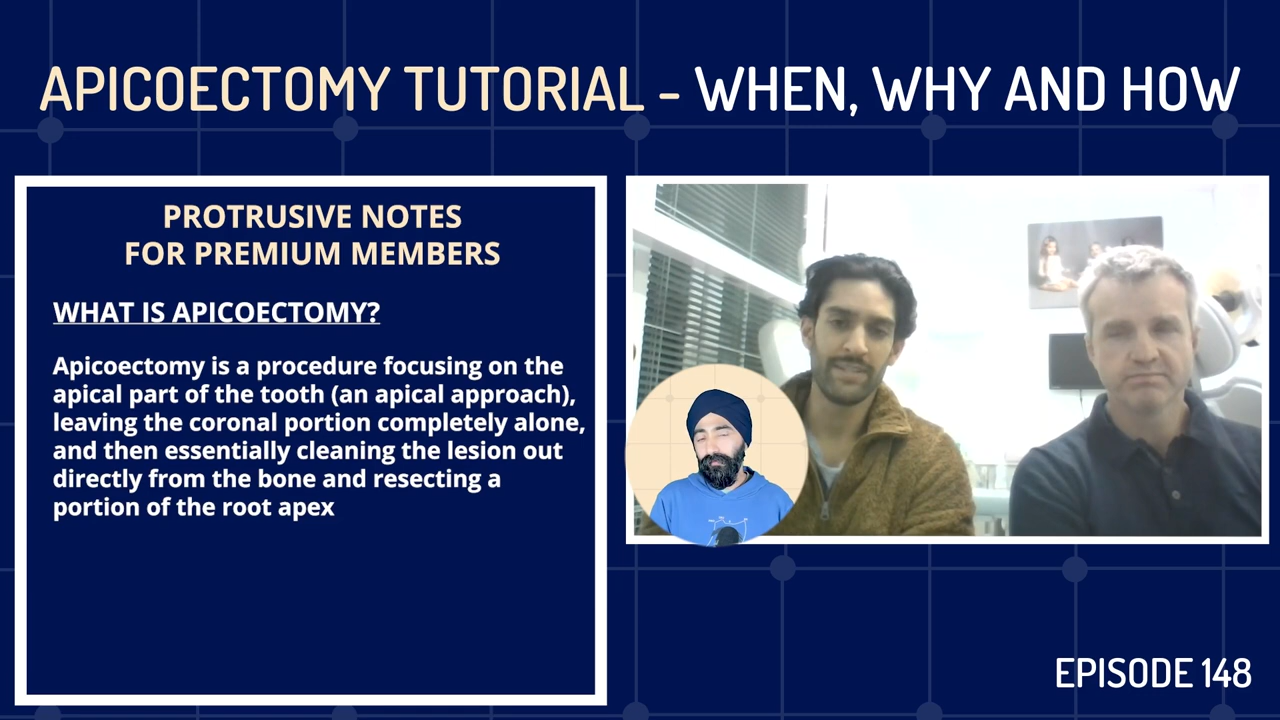 APICOECTOMY TUTORIAL - WHEN, WHY AND HOW
PROTRUSIVE NOTES
FOR PREMIUM MEMBERS
WHAT IS APICOECTOMY?
Apicoectomy is a procedure focusing on the
apical part of the tooth (an apical approach),
leaving the coronal portion completely alone,
and then essentially cleaning the lesion out
directly from the bone and resecting a
portion of the root apex
EPISODE 148